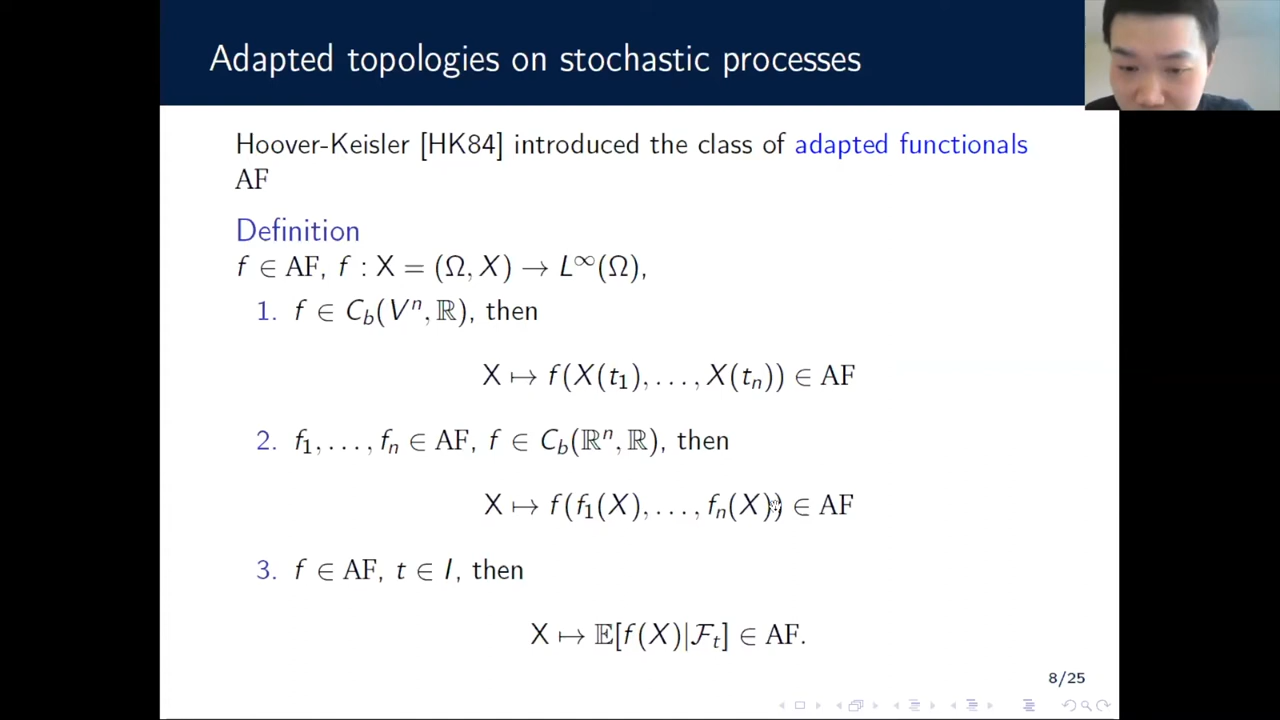 Adapted topologies on stochastic processes
Hoover-Keisler [HK84] introduced the class of adapted functionals
AF
Definition
f ∈ AF, f : X = (Ω, X) → L^∞(Ω),
1. f ∈ C_b(V^n, ℝ), then
X ↦ f(X(t_1), . . . , X(t_n)) ∈ AF
2. f_1, . . . , f_n ∈ AF, f ∈ C_b(ℝ^n, ℝ), then
X ↦ f(f_1(X), . . . , f_n(X)) ∈ AF
3. f ∈ AF, t ∈ I, then
X ↦ 𝔼[f(X)|ℱ_t] ∈ AF.
8/25